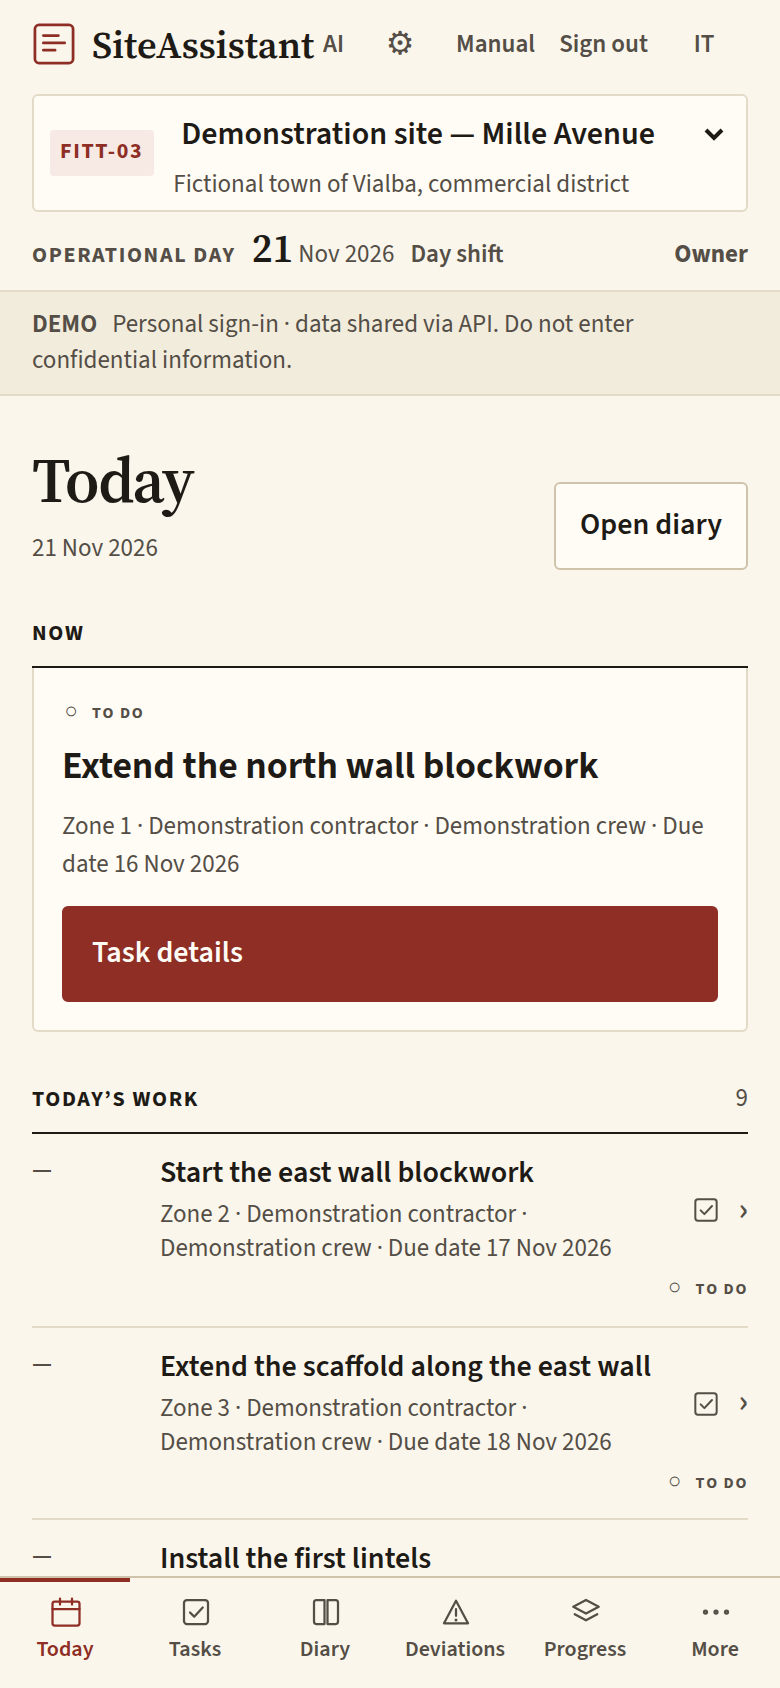 SiteAssistant AI ⚙ Manual Sign out IT
FITT-03
Demonstration site — Mille Avenue
Fictional town of Vialba, commercial district
OPERATIONAL DAY 21 Nov 2026 Day shift Owner
DEMO Personal sign-in · data shared via API. Do not enter
confidential information.
Today
21 Nov 2026
Open diary
NOW
○ TO DO
Extend the north wall blockwork
Zone 1 · Demonstration contractor · Demonstration crew · Due
date 16 Nov 2026
Task details
TODAY’S WORK 9
— Start the east wall blockwork
Zone 2 · Demonstration contractor ·
Demonstration crew · Due date 17 Nov 2026
○ TO DO
— Extend the scaffold along the east wall
Zone 3 · Demonstration contractor ·
Demonstration crew · Due date 18 Nov 2026
○ TO DO
— Install the first lintels
Today Tasks Diary Deviations Progress More